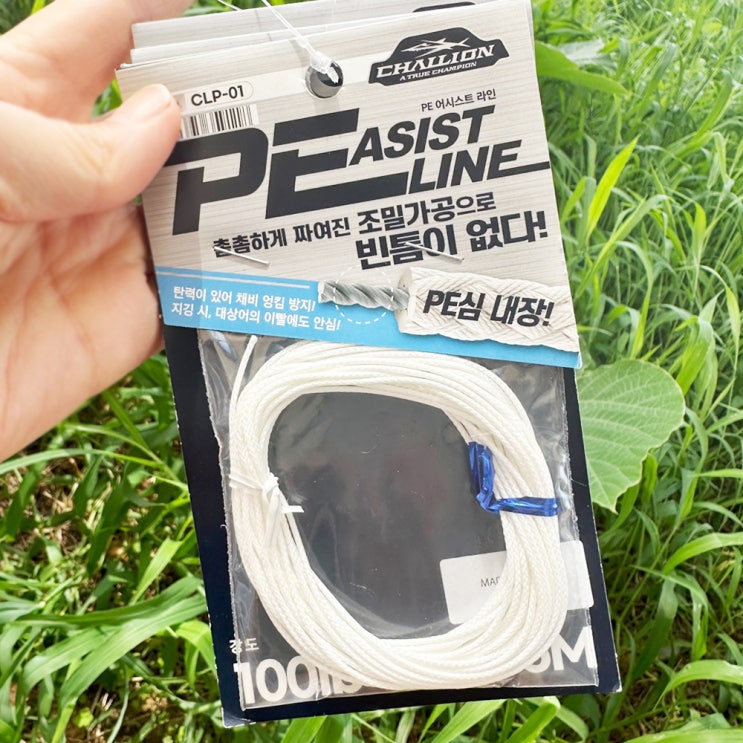 CHALLION
A TRUE CHAMPION
CLP-01
PE 어시스트 라인
PE ASIST LINE
촘촘하게 짜여진 조밀가공으로
빈틈이 없다!
탄력이 있어 채비 엉킴 방지!
지깅 시, 대상어의 이빨에도 안심!
PE심 내장!
강도
100lb